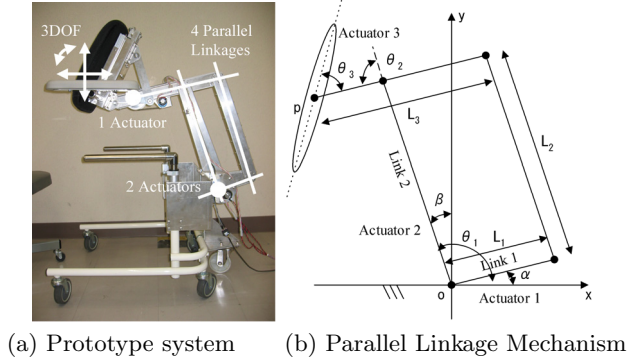 3DOF
4 Parallel
Linkages
1 Actuator
2 Actuators
(a) Prototype system
y
Actuator 3
θ3
θ2
p
L3
L2
Link 2
β
Actuator 2
θ1
L1
Link 1
α
o
Actuator 1
x
(b) Parallel Linkage Mechanism